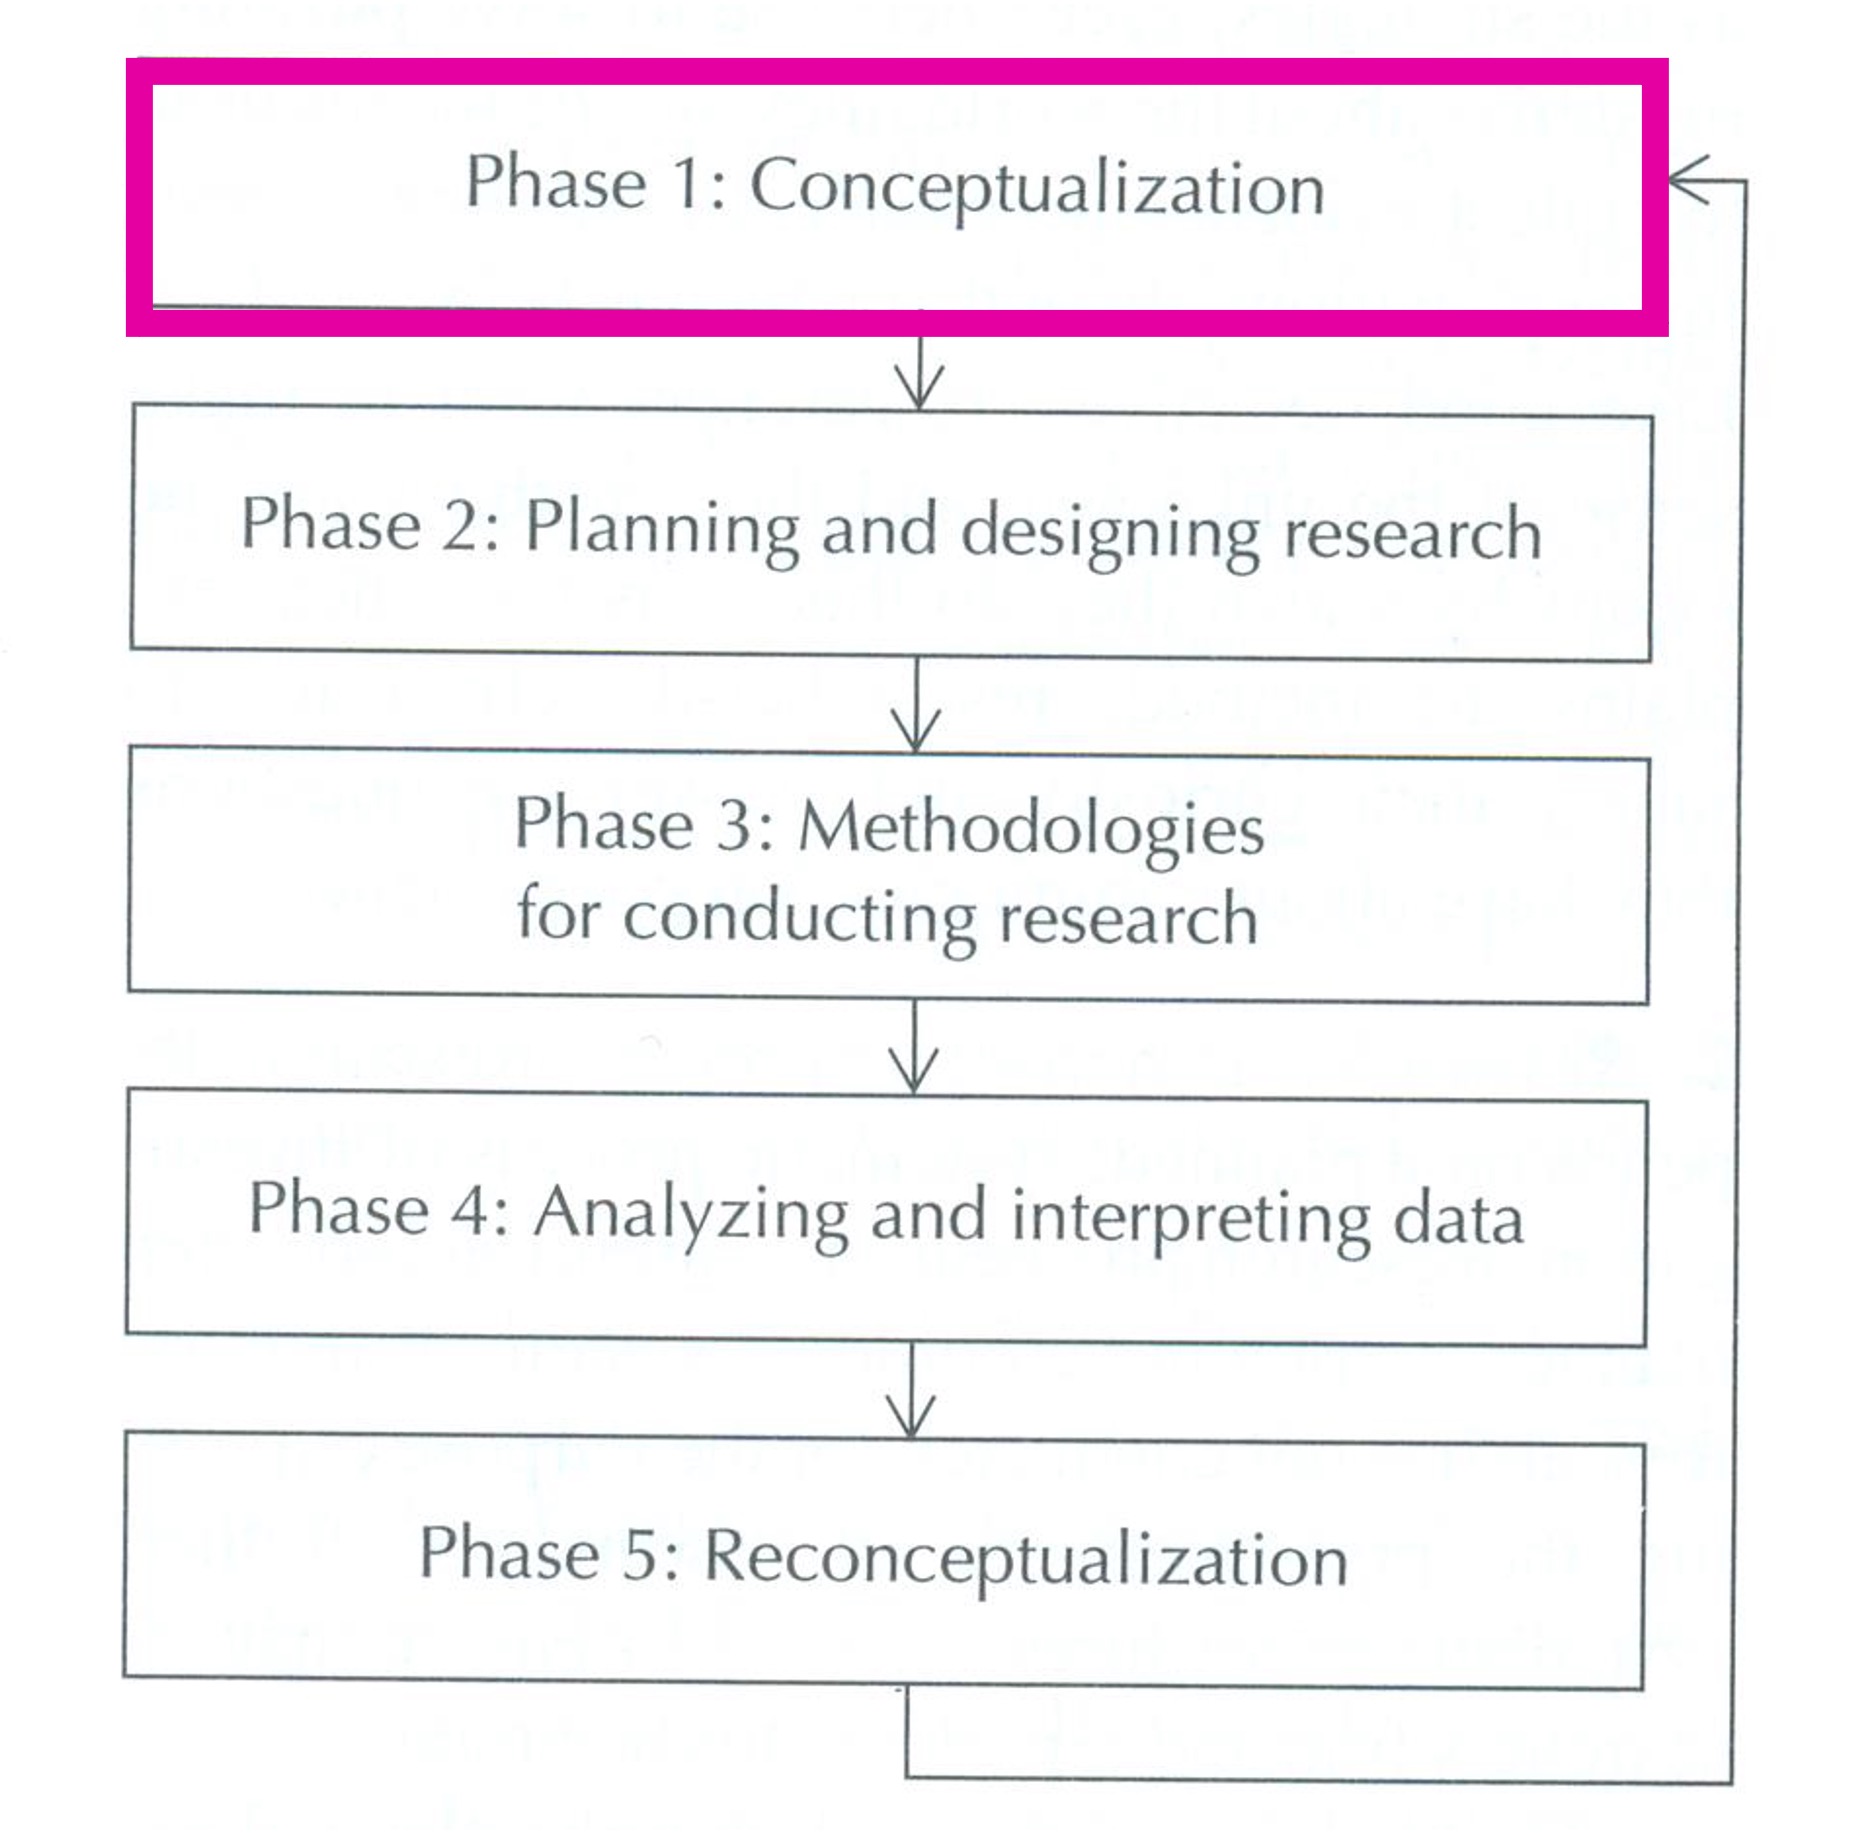 Phase 1: Conceptualization
Phase 2: Planning and designing research
Phase 3: Methodologies
for conducting research
Phase 4: Analyzing and interpreting data
Phase 5: Reconceptualization